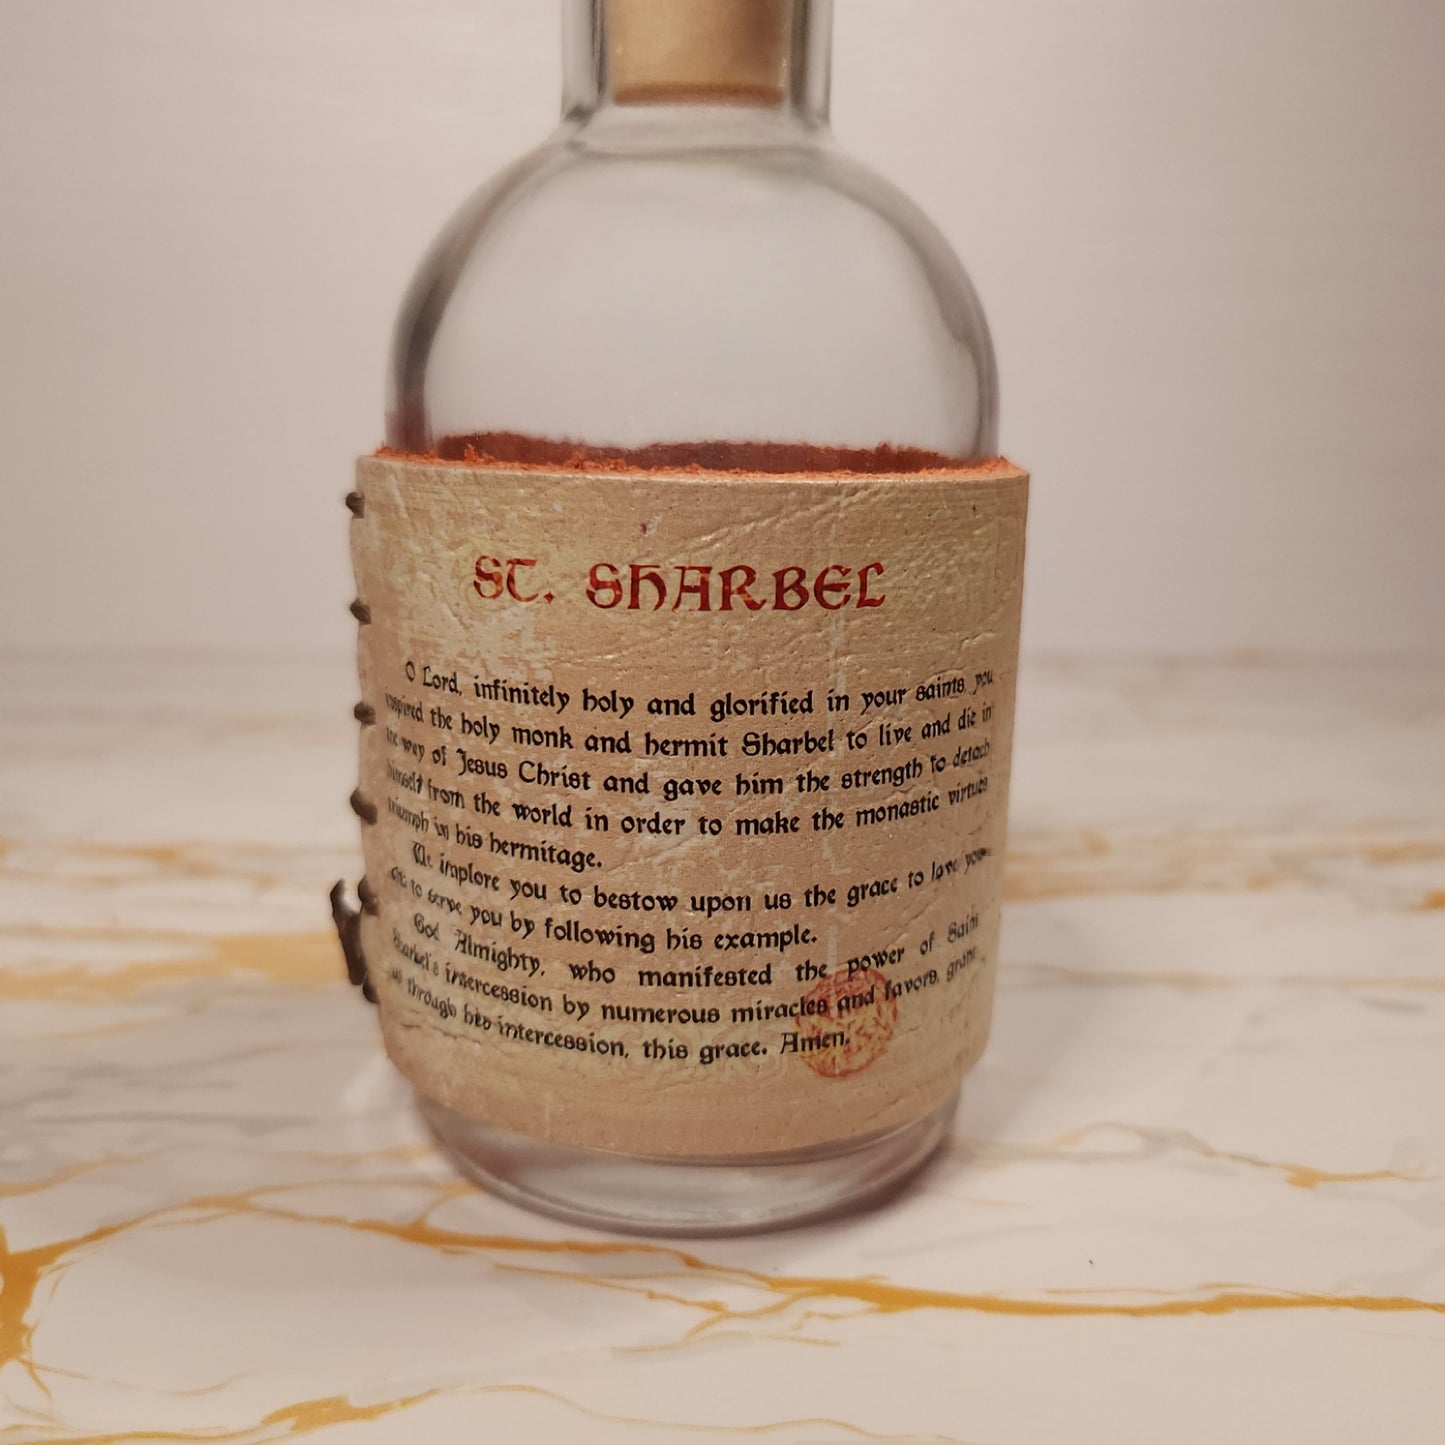 ST. SHARBEL
O Lord, infinitely holy and glorified in your saints you
inspired the holy monk and hermit Sharbel to live and die in
the way of Jesus Christ and gave him the strength to detach
himself from the world in order to make the monastic virtues
triumph in his hermitage.
We implore you to bestow upon us the grace to love you
to serve you by following his example.
God Almighty, who manifested the power of Saint
Sharbel's intercession by numerous miracles and favors, grant
us through his intercession, this grace. Amen.